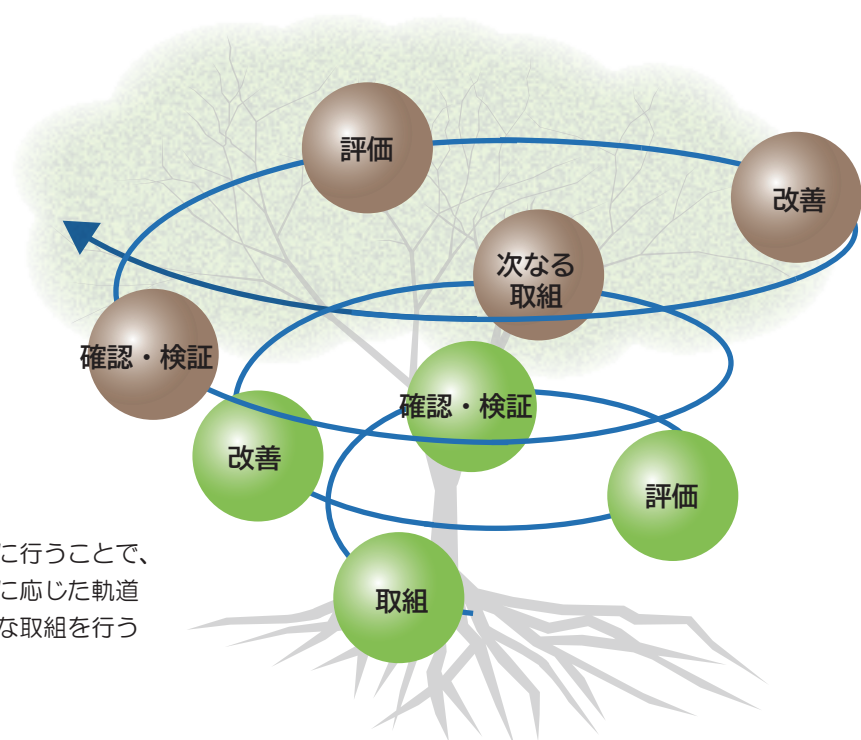 評価
改善
次なる
取組
確認・検証
確認・検証
改善
評価
に行うことで、
に応じた軌道
な取組を行う
取組